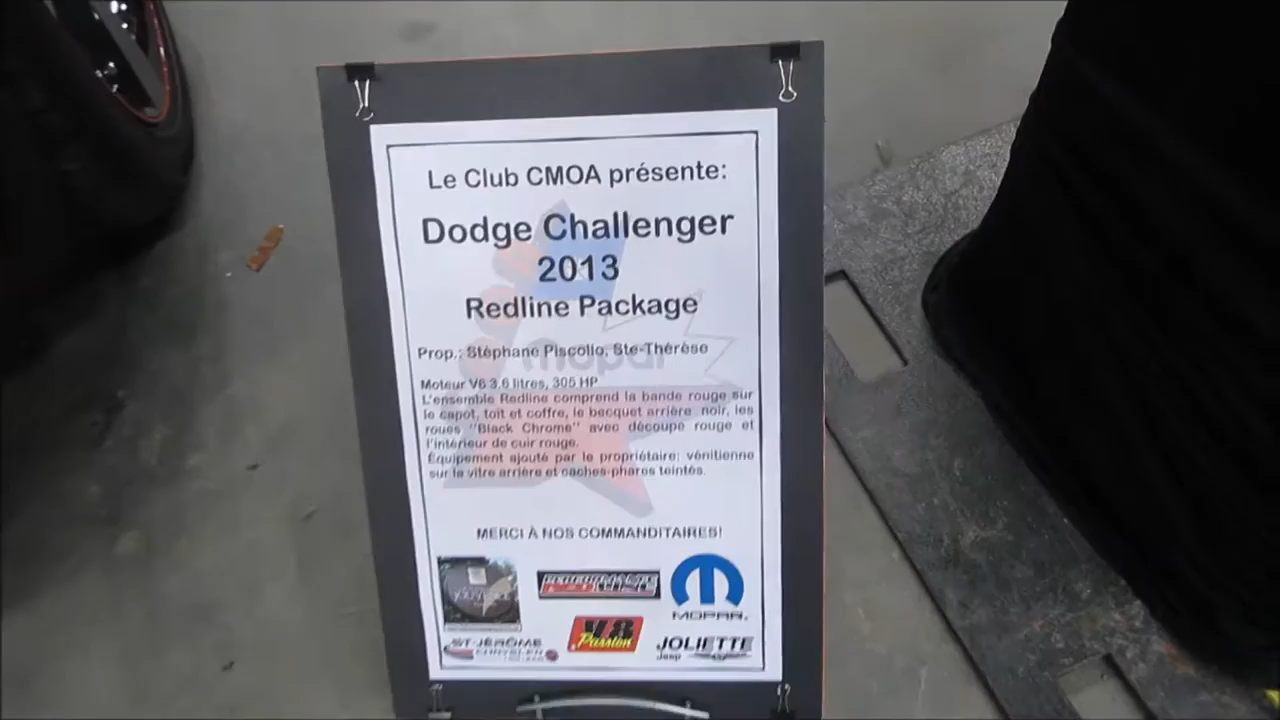 Le Club CMOA présente:
Dodge Challenger
2013
Redline Package
mopar
Prop.: Stéphane Piscolio, Ste-Thérèse
Moteur V6 3.6 litres, 305 HP
L'ensemble Redline comprend la bande rouge sur
le capot, toit et coffre, le becquet arrière noir, les
roues "Black Chrome" avec découpe rouge et
l'intérieur de cuir rouge.
Équipement ajouté par le propriétaire: vénitienne
sur la vitre arrière et caches-phares teintés.
MERCI À NOS COMMANDITAIRES!
PERFORMANCE
MOPAR
ST-JÉRÔME
CHRYSLER
V8
Passion
JOLIETTE
Jeep